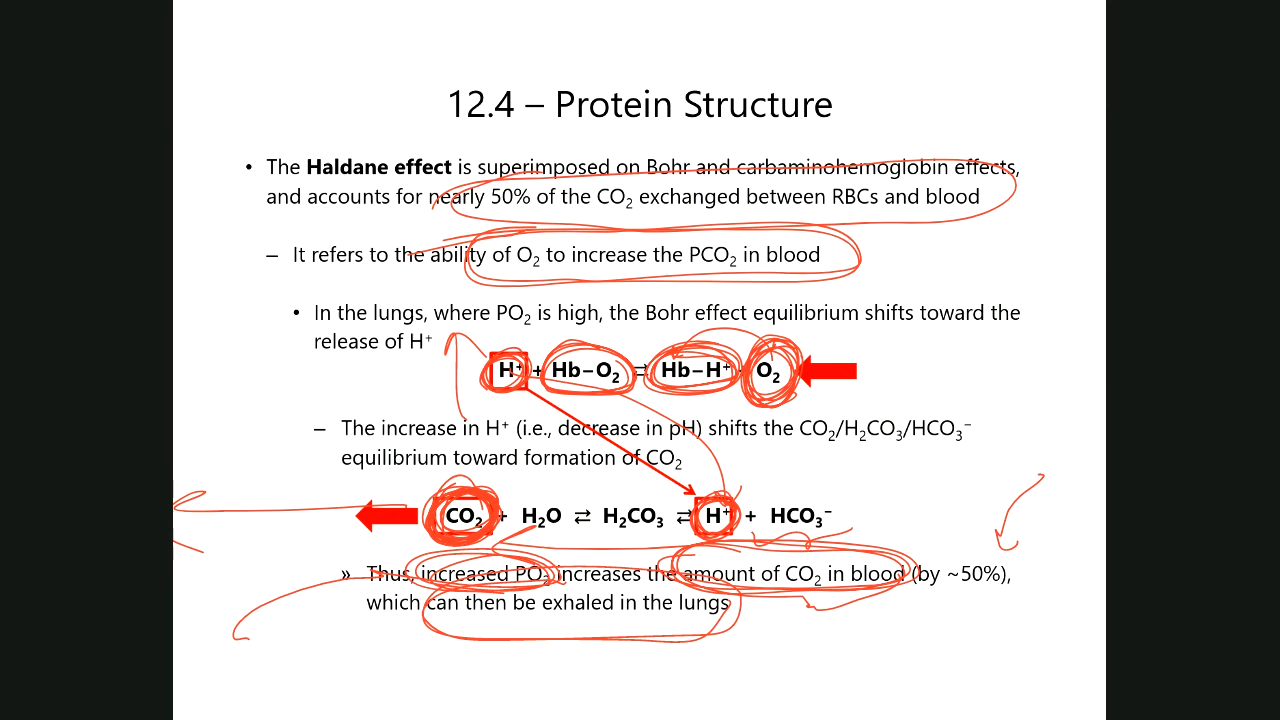 12.4 – Protein Structure
• The Haldane effect is superimposed on Bohr and carbaminohemoglobin effects,
and accounts for nearly 50% of the CO₂ exchanged between RBCs and blood
– It refers to the ability of O₂ to increase the PCO₂ in blood
• In the lungs, where PO₂ is high, the Bohr effect equilibrium shifts toward the
release of H⁺
H⁺ + Hb–O₂ ⇄ Hb–H⁺ + O₂
– The increase in H⁺ (i.e., decrease in pH) shifts the CO₂/H₂CO₃/HCO₃⁻
equilibrium toward formation of CO₂
CO₂ + H₂O ⇄ H₂CO₃ ⇄ H⁺ + HCO₃⁻
» Thus, increased PO₂ increases the amount of CO₂ in blood (by ~50%),
which can then be exhaled in the lungs